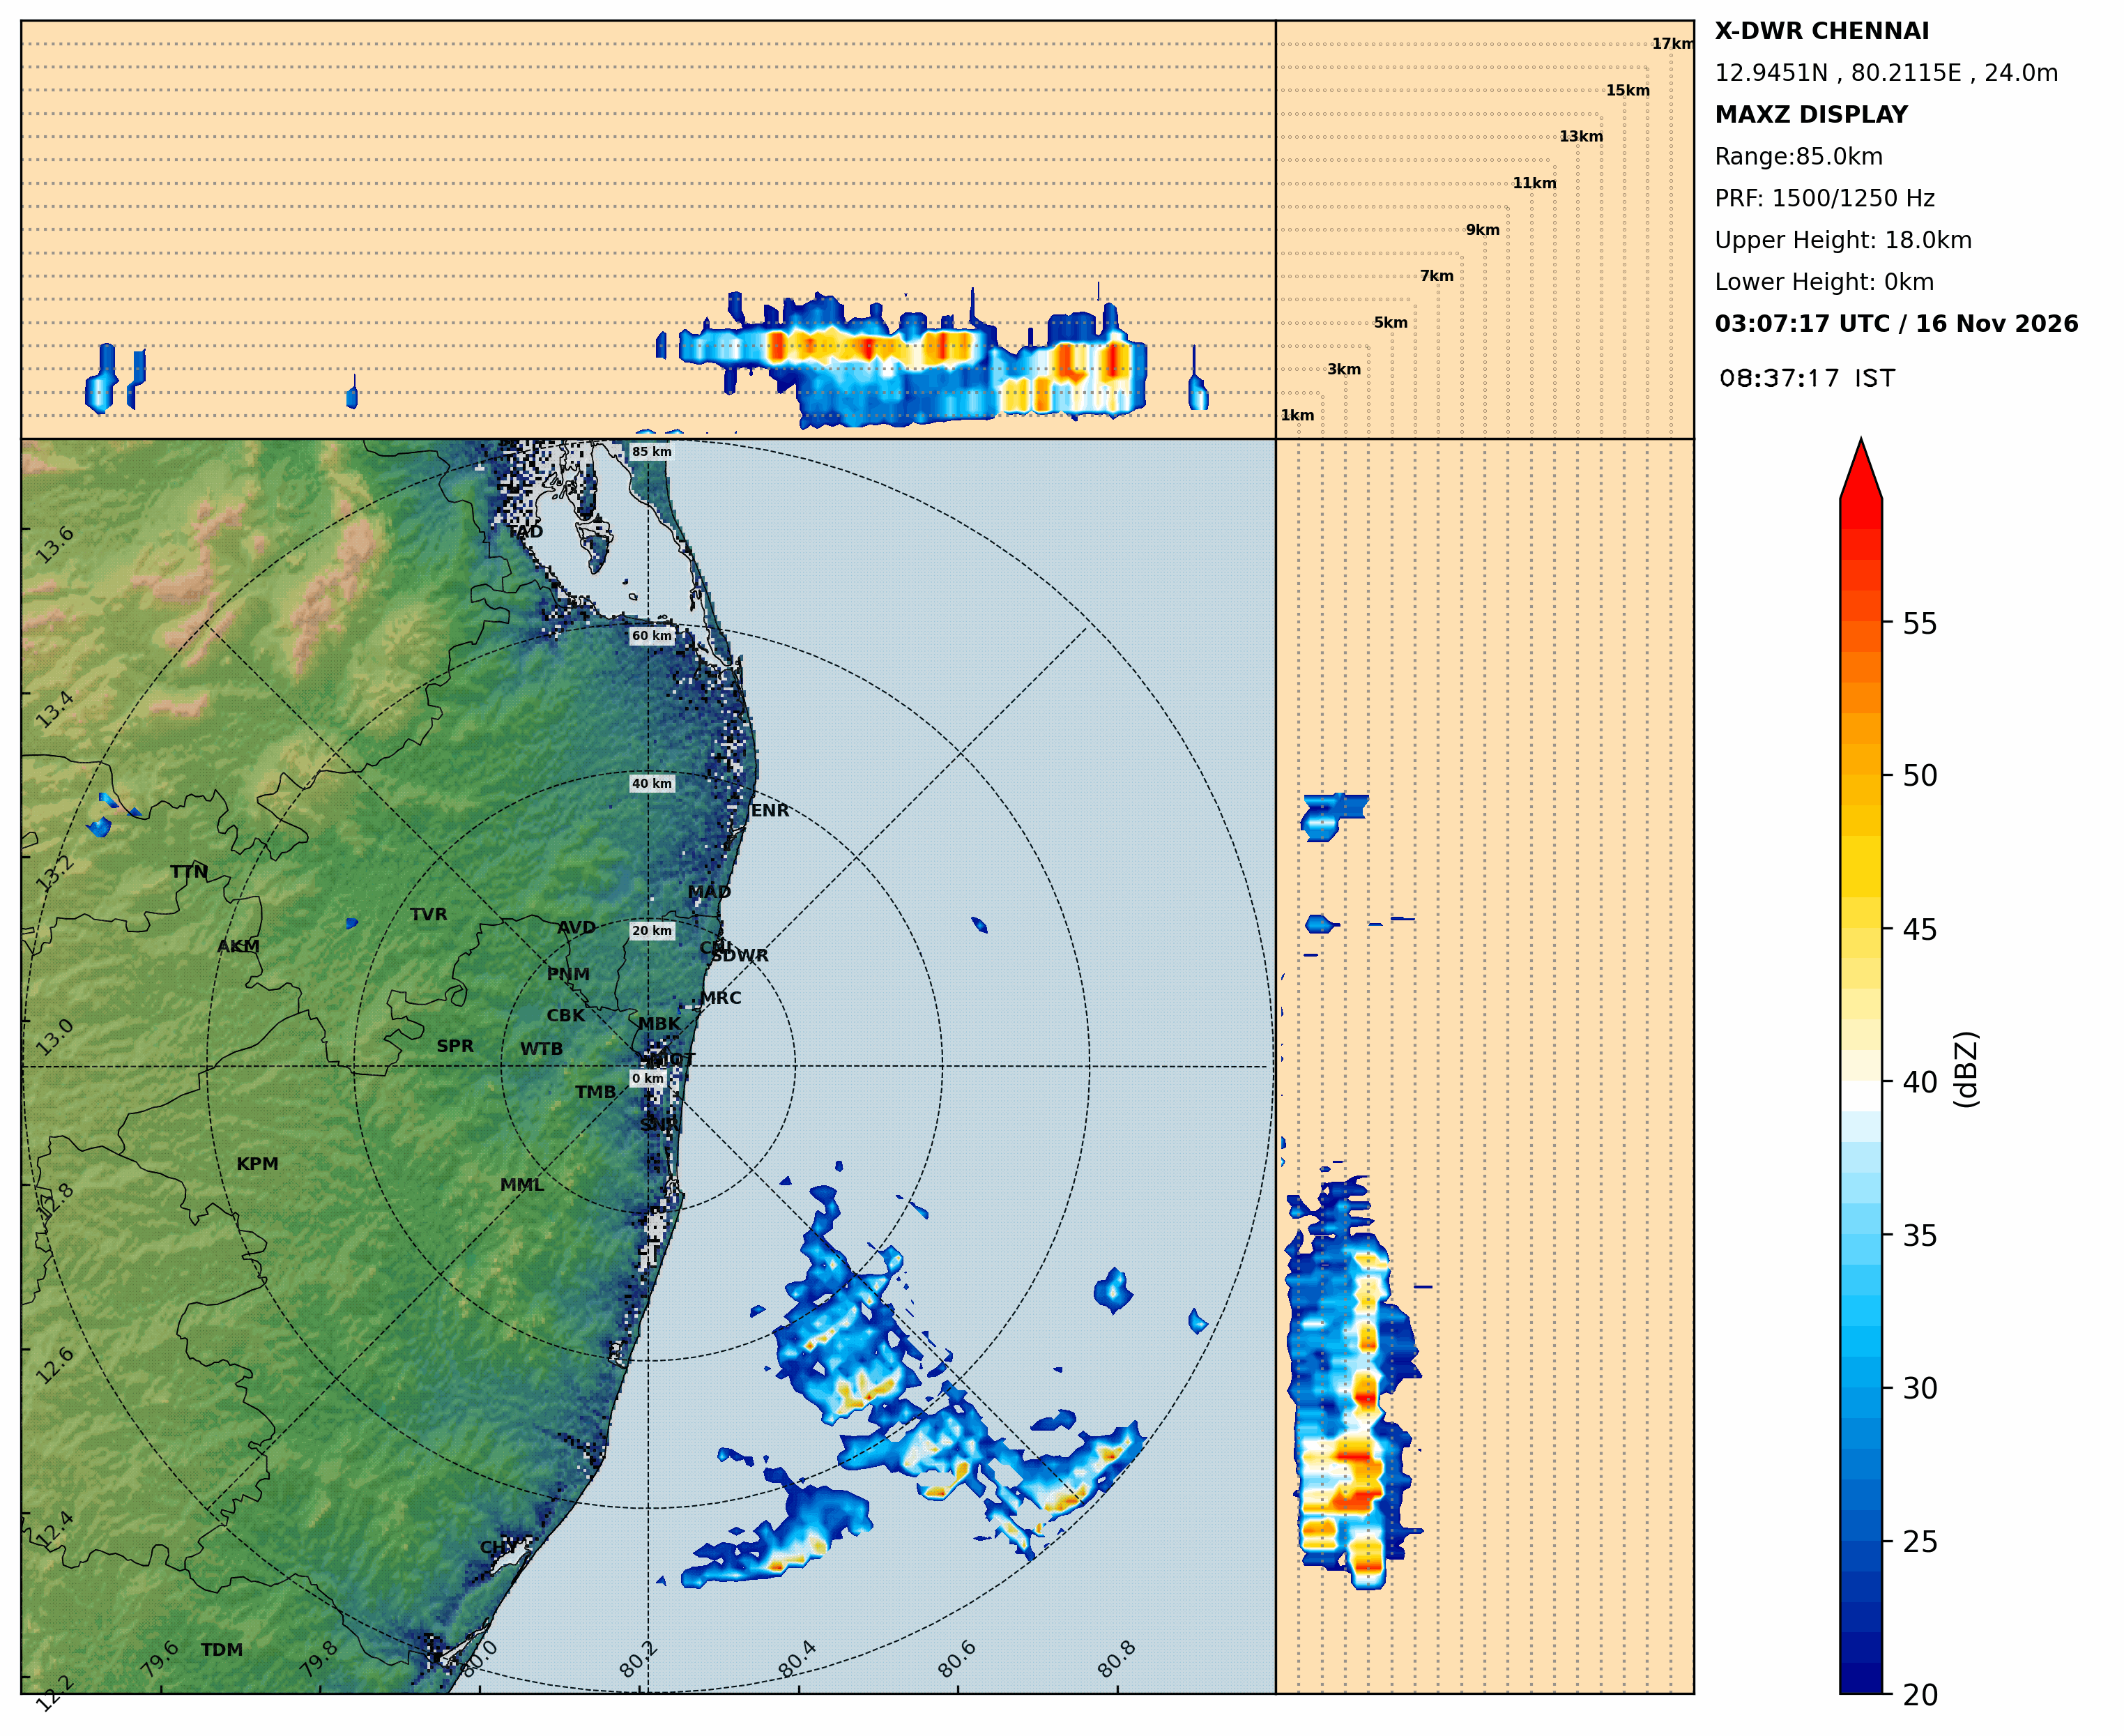 17km
15km
13km
11km
9km
7km
5km
3km
1km
X-DWR CHENNAI
12.9451N , 80.2115E , 24.0m
MAXZ DISPLAY
Range:85.0km
PRF: 1500/1250 Hz
Upper Height: 18.0km
Lower Height: 0km
03:07:17 UTC / 16 Nov 2026
08:37:17 IST
85 km
TAD
13.6
60 km
13.4
40 km
ENR
13.2
TTN
MAD
TVR
AVD
20 km
AKM
SDWR
PNM
MRC
CBK
MBK
13.0
SPR
WTB
0 km
TMB
SNR
KPM
MML
12.8
12.6
12.4
CHY
TDM
12.2
79.6
79.8
80.0
80.2
80.4
80.6
80.8
55
50
45
40
35
30
25
20
(dBZ)